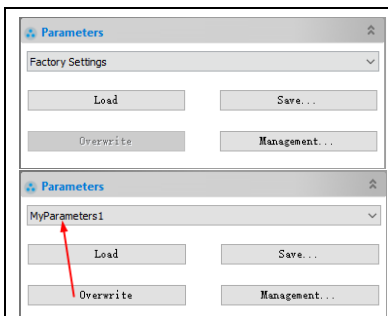 Parameters
Factory Settings
Load Save...
Overwrite Management...
Parameters
MyParameters1
Load Save...
Overwrite Management...